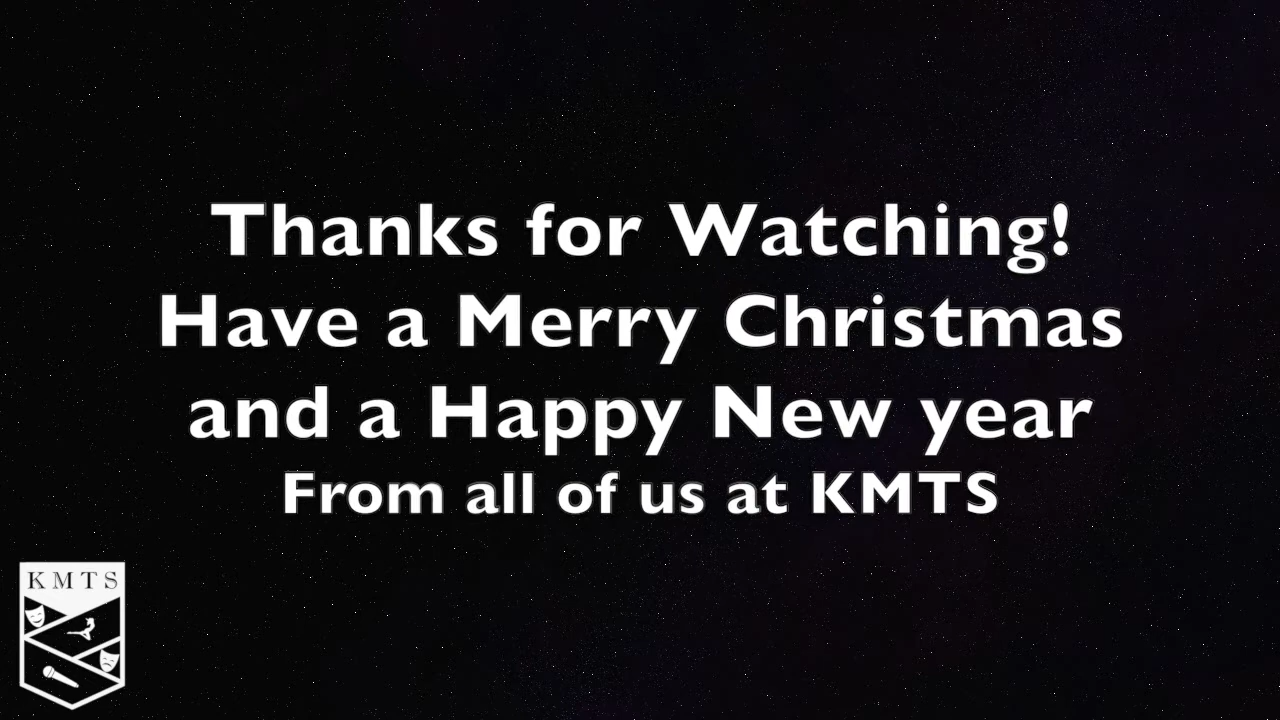 Thanks for Watching!
Have a Merry Christmas
and a Happy New year
From all of us at KMTS
KMTS